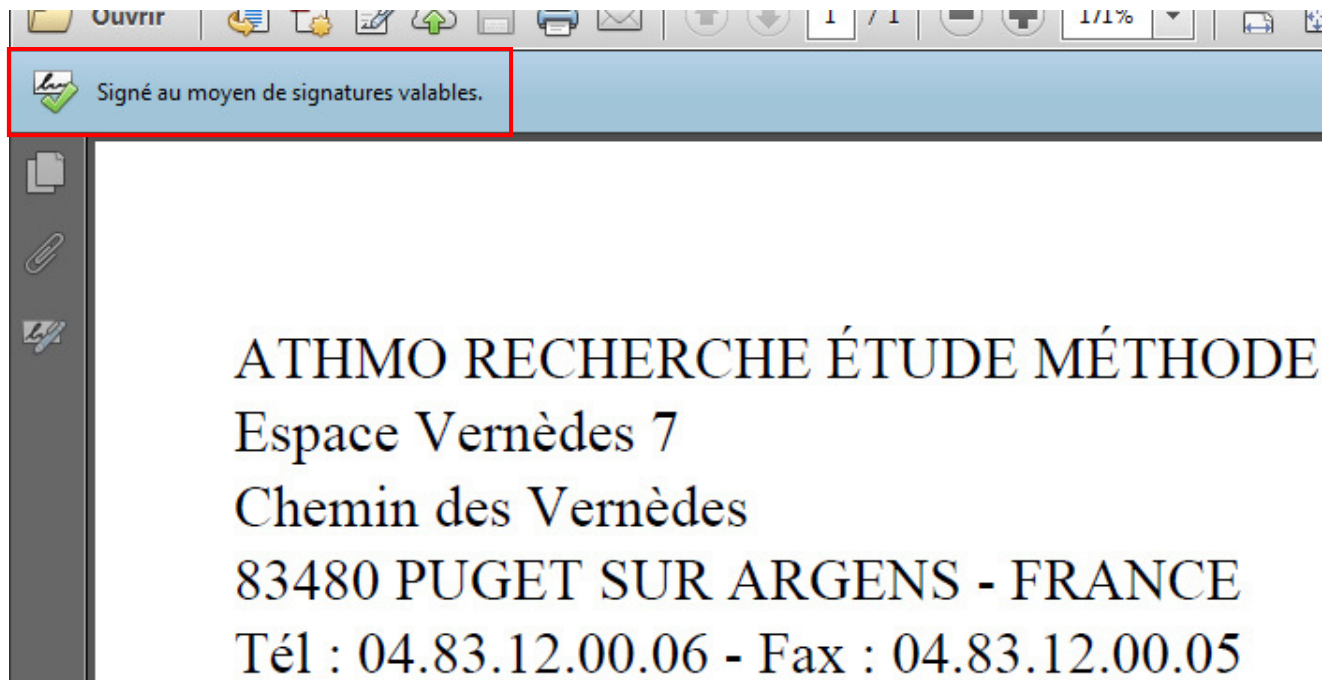 Ouvrir 1 / 1 171%
Signé au moyen de signatures valables.
ATHMO RECHERCHE ÉTUDE MÉTHODE
Espace Vernèdes 7
Chemin des Vernèdes
83480 PUGET SUR ARGENS - FRANCE
Tél : 04.83.12.00.06 - Fax : 04.83.12.00.05